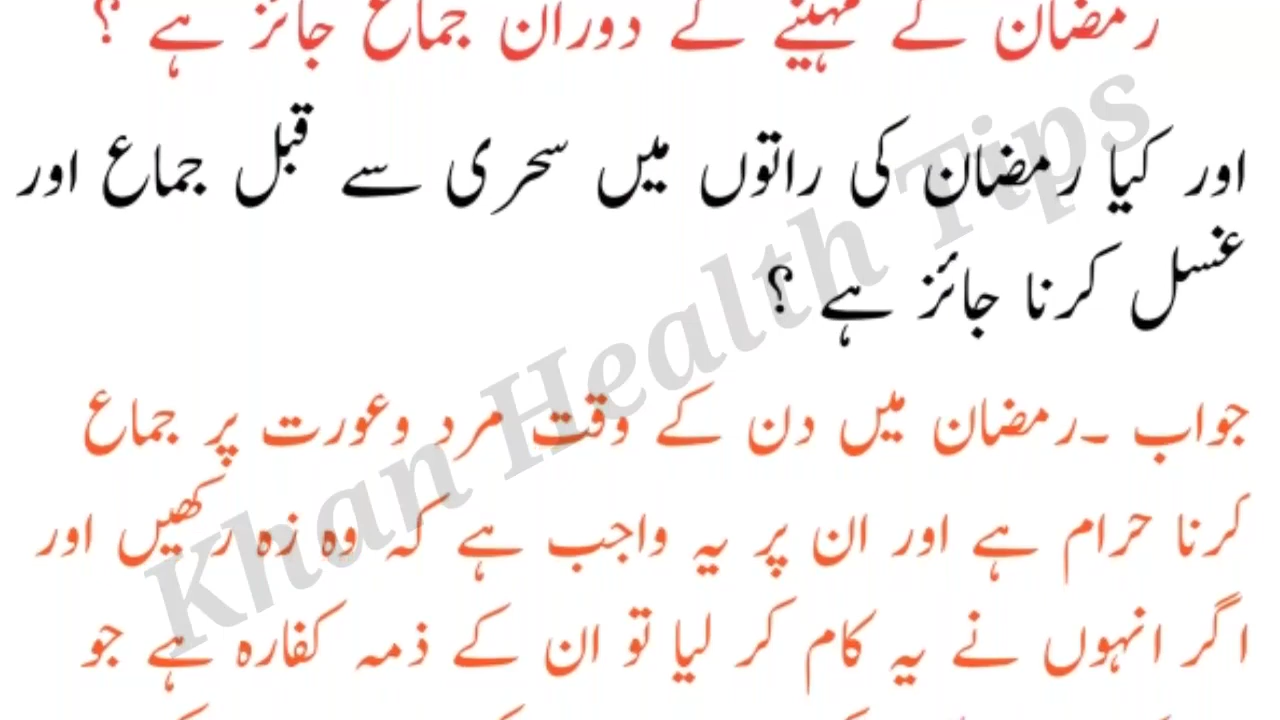 رمضان کے مہینے کے دوران جماع جائز ہے ؟
اور کیا رمضان کی راتوں میں سحری سے قبل جماع اور
غسل کرنا جائز ہے ؟
جواب ۔رمضان میں دن کے وقت مرد وعورت پر جماع
کرنا حرام ہے اور ان پر یہ واجب ہے کہ وہ زہ رکھیں اور
اگر انہوں نے یہ کام کر لیا تو ان کے ذمہ کفارہ ہے جو
Khan Health Tips